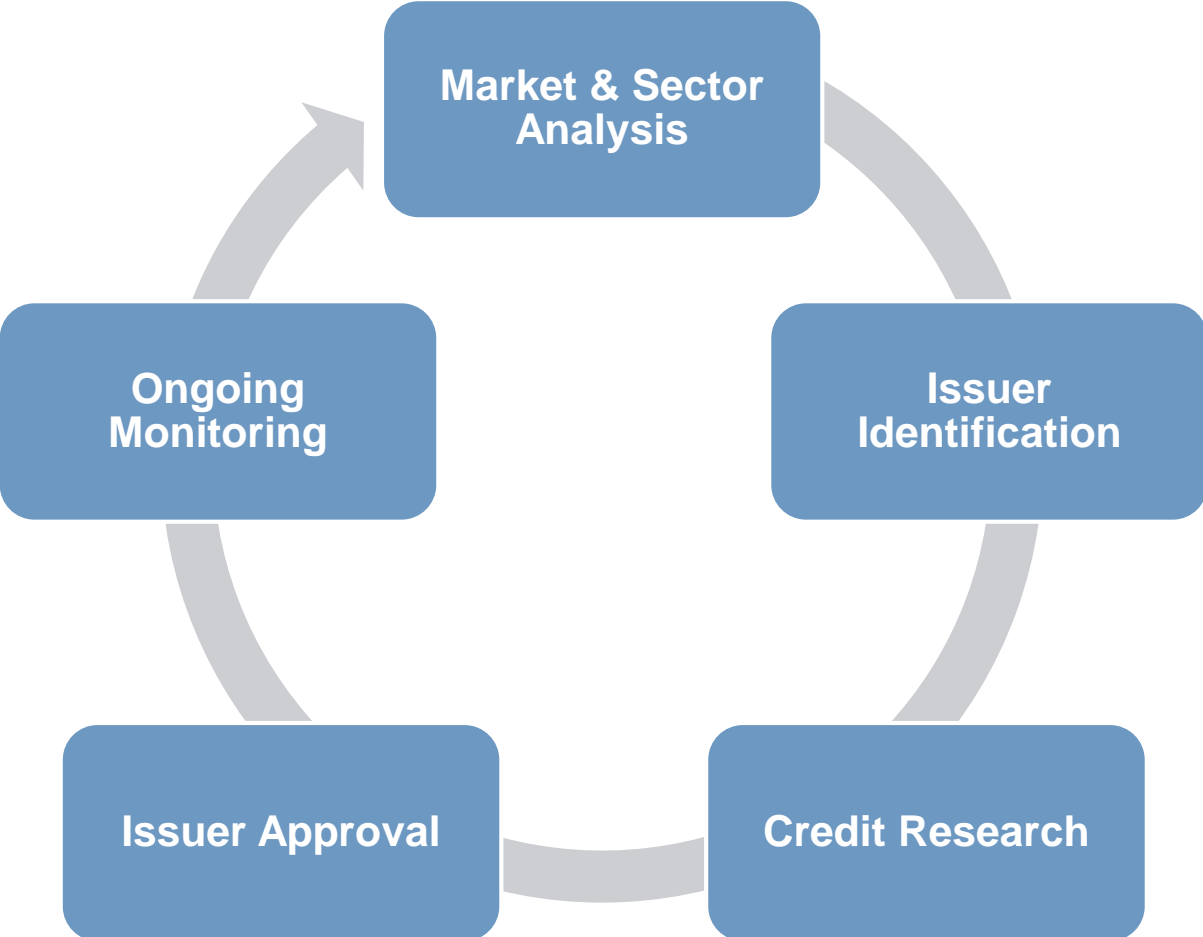 Market & Sector
Analysis
Issuer
Identification
Credit Research
Issuer Approval
Ongoing
Monitoring